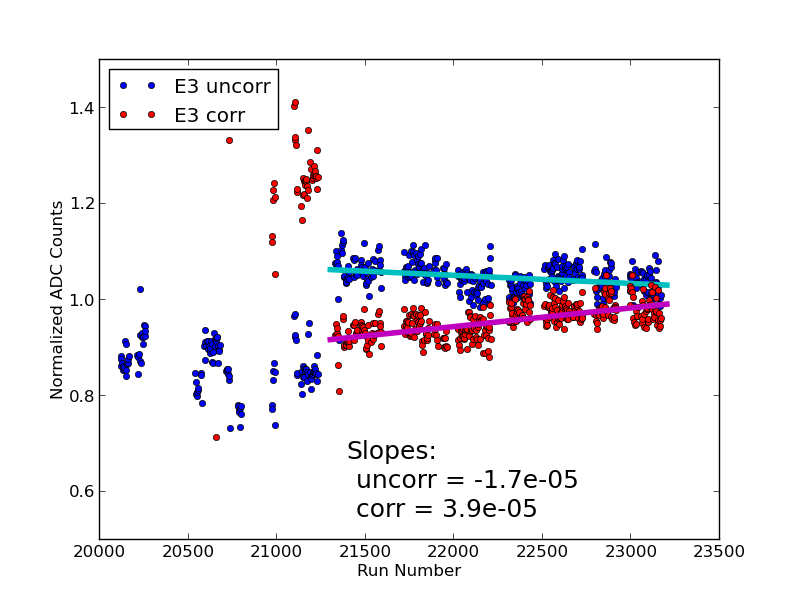 E3 uncorr
E3 corr
1.4
1.2
1.0
0.8
0.6
Normalized ADC Counts
Slopes:
uncorr = -1.7e-05
corr = 3.9e-05
20000 20500 21000 21500 22000 22500 23000 23500
Run Number